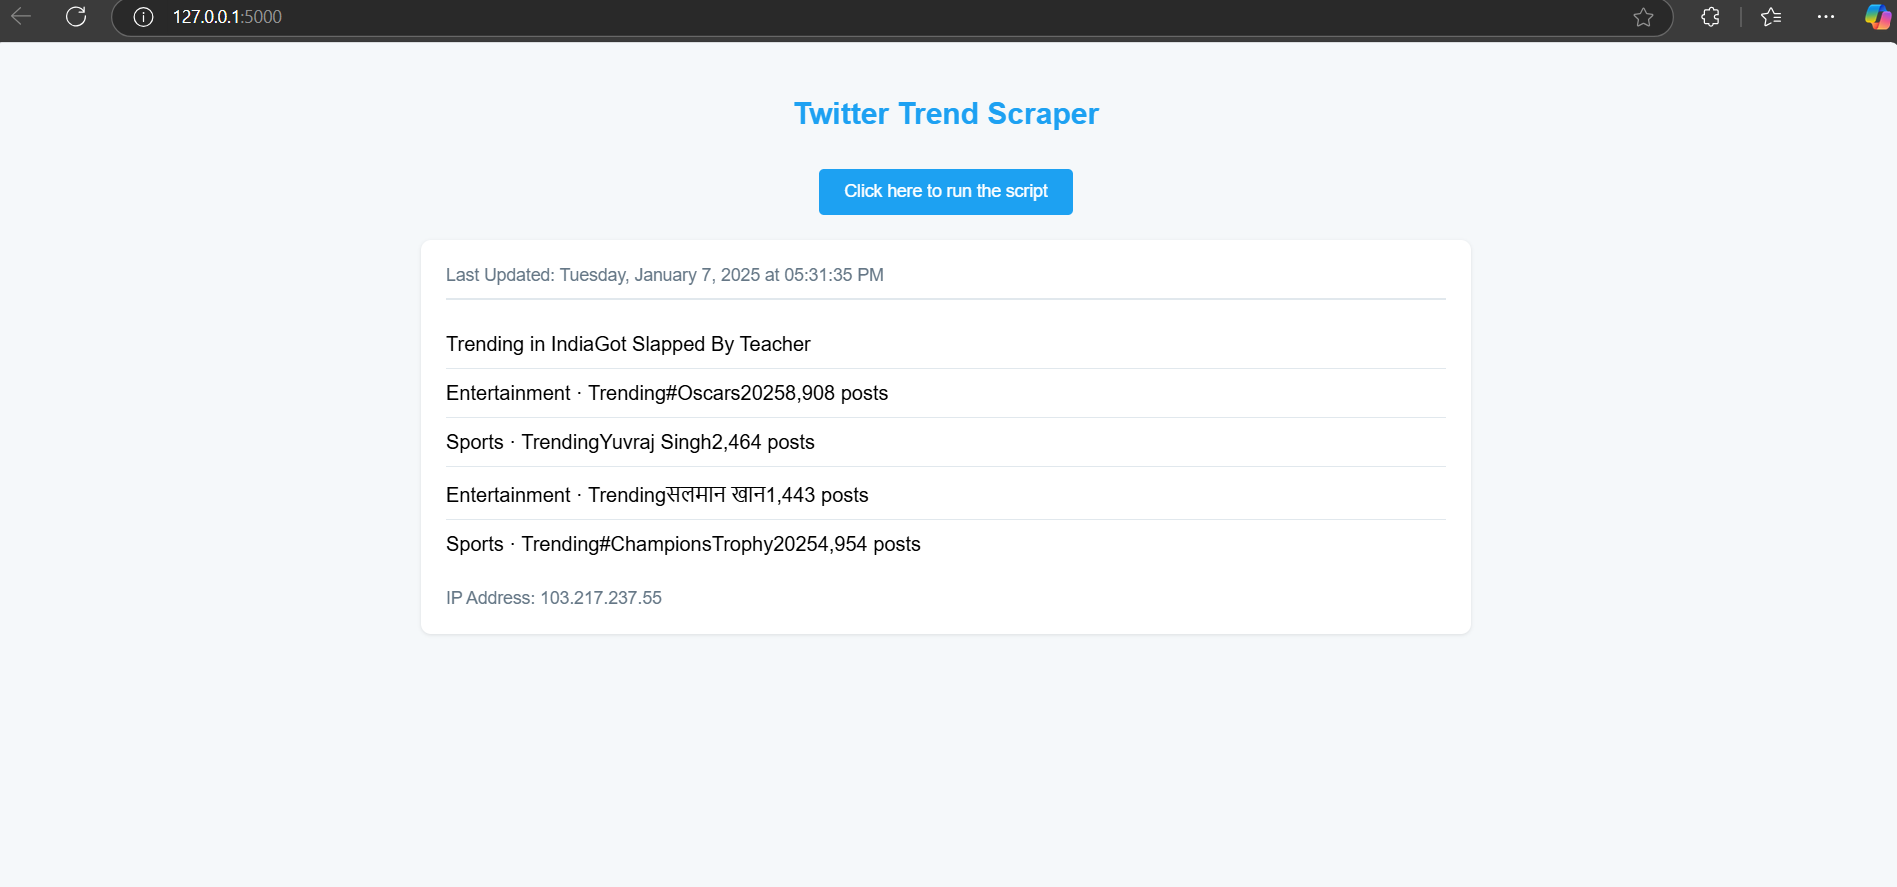 127.0.0.1:5000
Twitter Trend Scraper
Click here to run the script
Last Updated: Tuesday, January 7, 2025 at 05:31:35 PM
Trending in IndiaGot Slapped By Teacher
Entertainment · Trending#Oscars20258,908 posts
Sports · TrendingYuvraj Singh2,464 posts
Entertainment · Trendingसलमान खान1,443 posts
Sports · Trending#ChampionsTrophy20254,954 posts
IP Address: 103.217.237.55